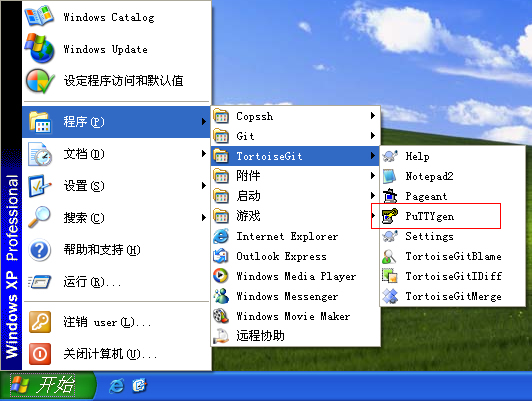 Windows Catalog
Windows Update
设定程序访问和默认值
程序(P)
文档(D)
设置(S)
搜索(C)
帮助和支持(H)
运行(R)...
注销 user(L)...
关闭计算机(U)...
Windows XP Professional
Copssh
Git
TortoiseGit
附件
启动
游戏
Internet Explorer
Outlook Express
Windows Media Player
Windows Messenger
Windows Movie Maker
远程协助
Help
Notepad2
Pageant
PuTTYgen
Settings
TortoiseGitBlame
TortoiseGitIDiff
TortoiseGitMerge
开始